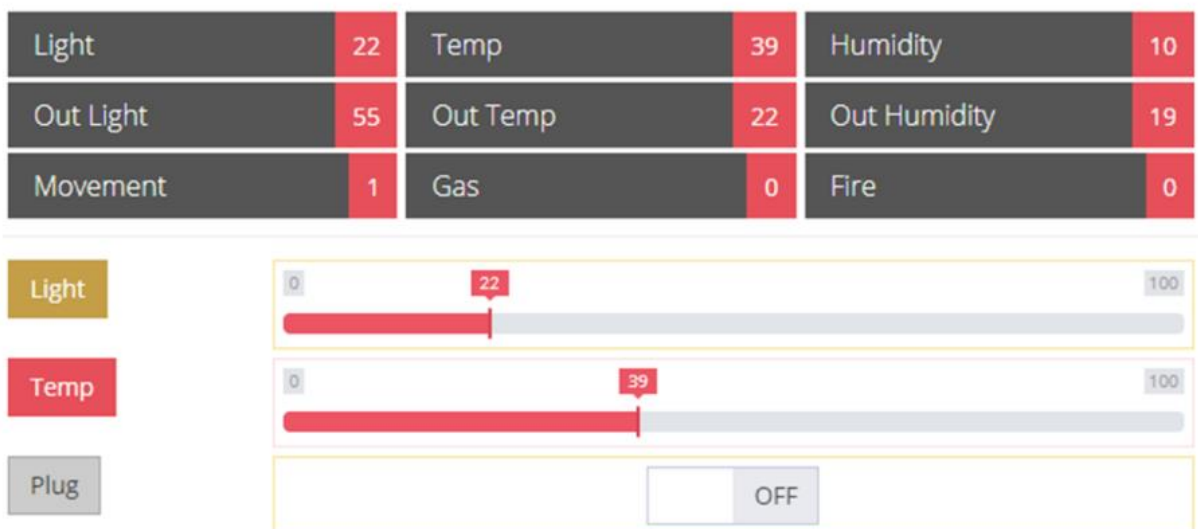 Light 22 Temp 39 Humidity 10
Out Light 55 Out Temp 22 Out Humidity 19
Movement 1 Gas 0 Fire 0
Light 0 22 100
Temp 0 39 100
Plug OFF